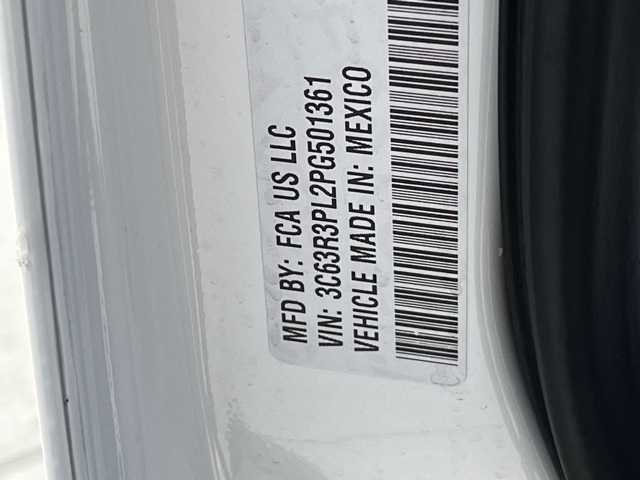 MFD BY: FCA US LLC
VIN: 3C63R3PL2PG501361
VEHICLE MADE IN: MEXICO